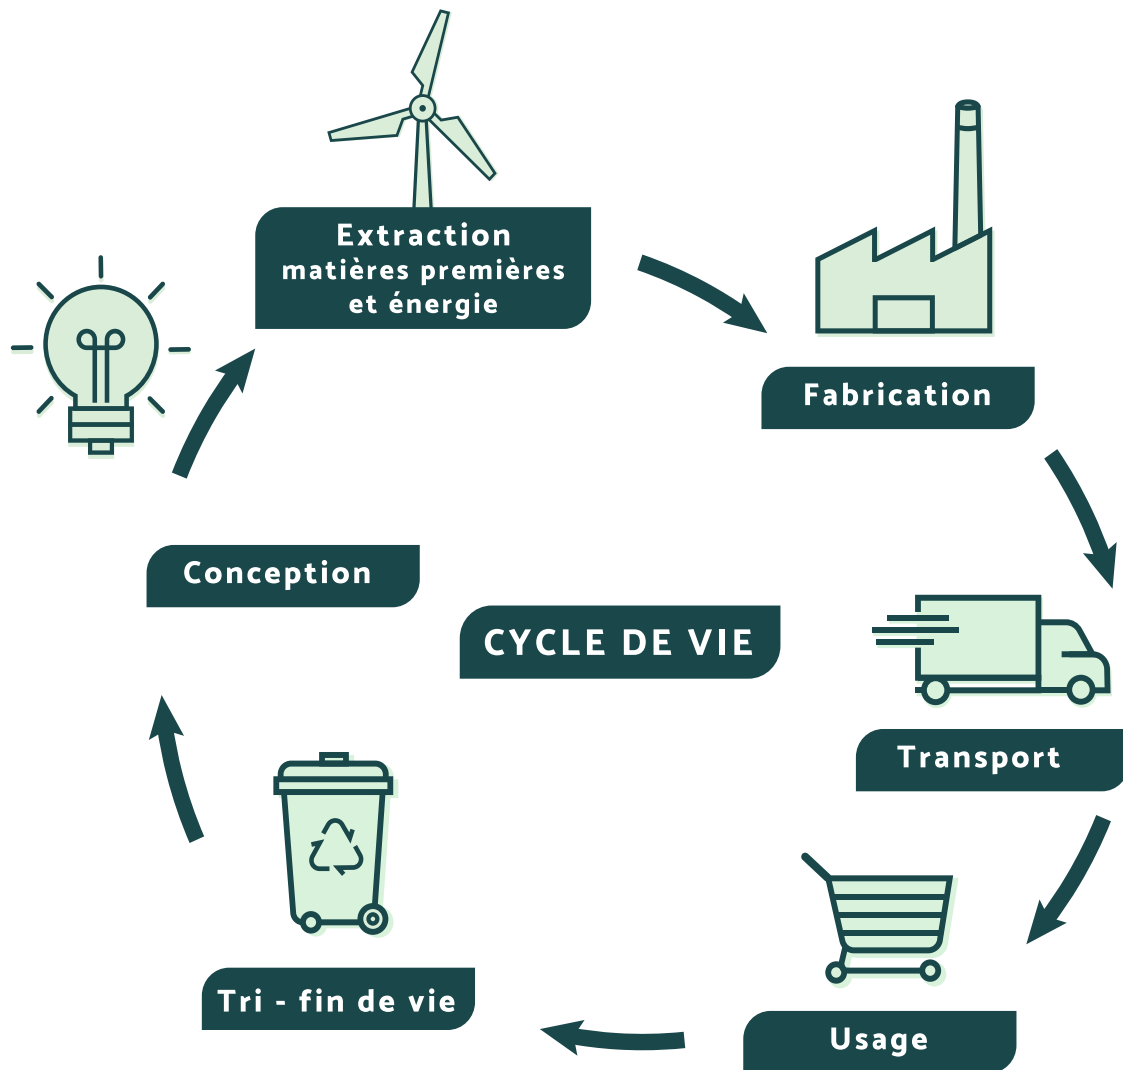 Extraction
matières premières
et énergie
Fabrication
Conception
CYCLE DE VIE
Transport
Tri - fin de vie
Usage